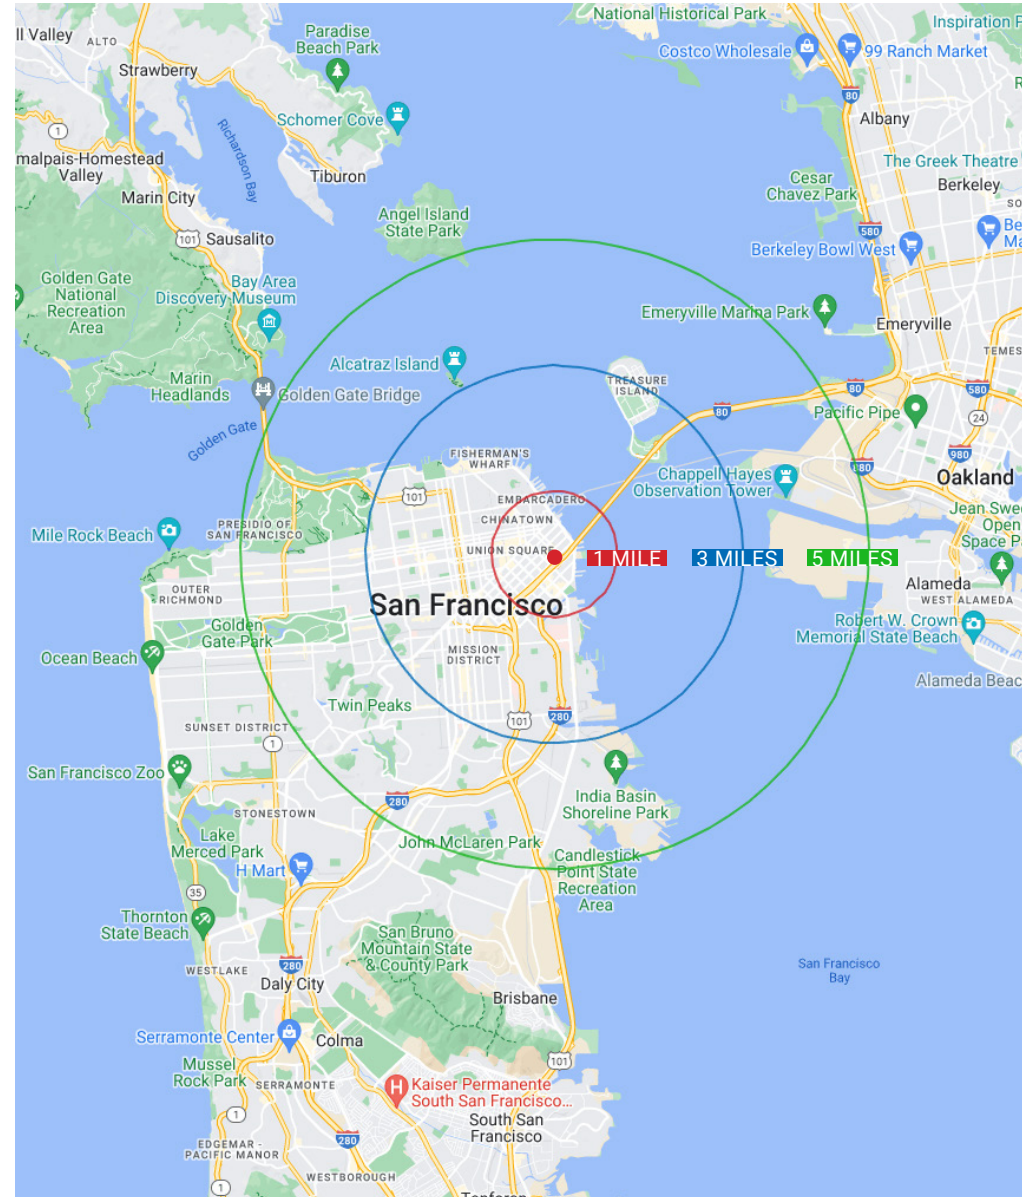 National Historical Park
Inspiration P
ll Valley
ALTO
Paradise
Beach Park
Costco Wholesale
99 Ranch Market
Strawberry
80
Schomer Cove
Albany
1
Richardson Bay
malpais-Homestead
Valley
Tiburon
The Greek Theatre
Cesar
Chavez Park
Berkeley
Marin City
Angel Island
State Park
SO
580
Be
Ma
101
Sausalito
Berkeley Bowl West
Golden Gate
National
Recreation
Area
Bay Area
Discovery Museum
Emeryville Marina Park
Emeryville
TEMES
Alcatraz Island
Marin
Headlands
TREASURE
ISLAND
80
580
Golden Gate Bridge
80
Pacific Pipe
24
Golden Gate
FISHERMAN'S
WHARF
980
880
Chappell Hayes
Observation Tower
Oakland
101
EMBARCADERO
Jean Swee
Open
Space P
CHINATOWN
PRESIDIO OF
SAN FRANCISCO
Mile Rock Beach
UNION SQUARE
1 MILE
3 MILES
5 MILES
Alameda
WEST ALAMEDA
OUTER
RICHMOND
San Francisco
Robert W. Crown
Memorial State Beach
Golden
Gate Park
Ocean Beach
MISSION
DISTRICT
Alameda Beac
Twin Peaks
SUNSET DISTRICT
101
280
1
San Francisco Zoo
280
India Basin
Shoreline Park
STONESTOWN
Lake
Merced Park
John McLaren Park
H Mart
Candlestick
Point State
Recreation
Area
35
Thornton
State Beach
San Bruno
Mountain State
& County Park
WESTLAKE
280
San Francisco
Bay
Daly City
Brisbane
Serramonte Center
Colma
101
Mussel
Rock Park
SERRAMONTE
H
Kaiser Permanente
South San Francisco...
1
South San
Francisco
280
EDGEMAR -
PACIFIC MANOR
WESTBOROUGH
1
Tanforan